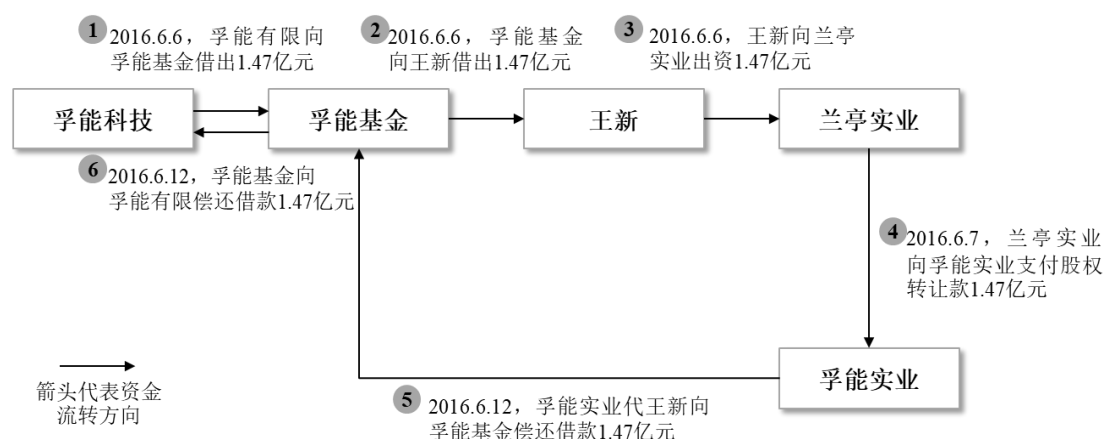 1 2016.6.6，孚能有限向
孚能基金借出1.47亿元
2 2016.6.6，孚能基金
向王新借出1.47亿元
3 2016.6.6，王新向兰亭
实业出资1.47亿元
孚能科技
孚能基金
王新
兰亭实业
6 2016.6.12，孚能基金向
孚能有限偿还借款1.47亿元
4 2016.6.7，兰亭实业
向孚能实业支付股权
转让款1.47亿元
孚能实业
箭头代表资金
流转方向
5 2016.6.12，孚能实业代王新向
孚能基金偿还借款1.47亿元